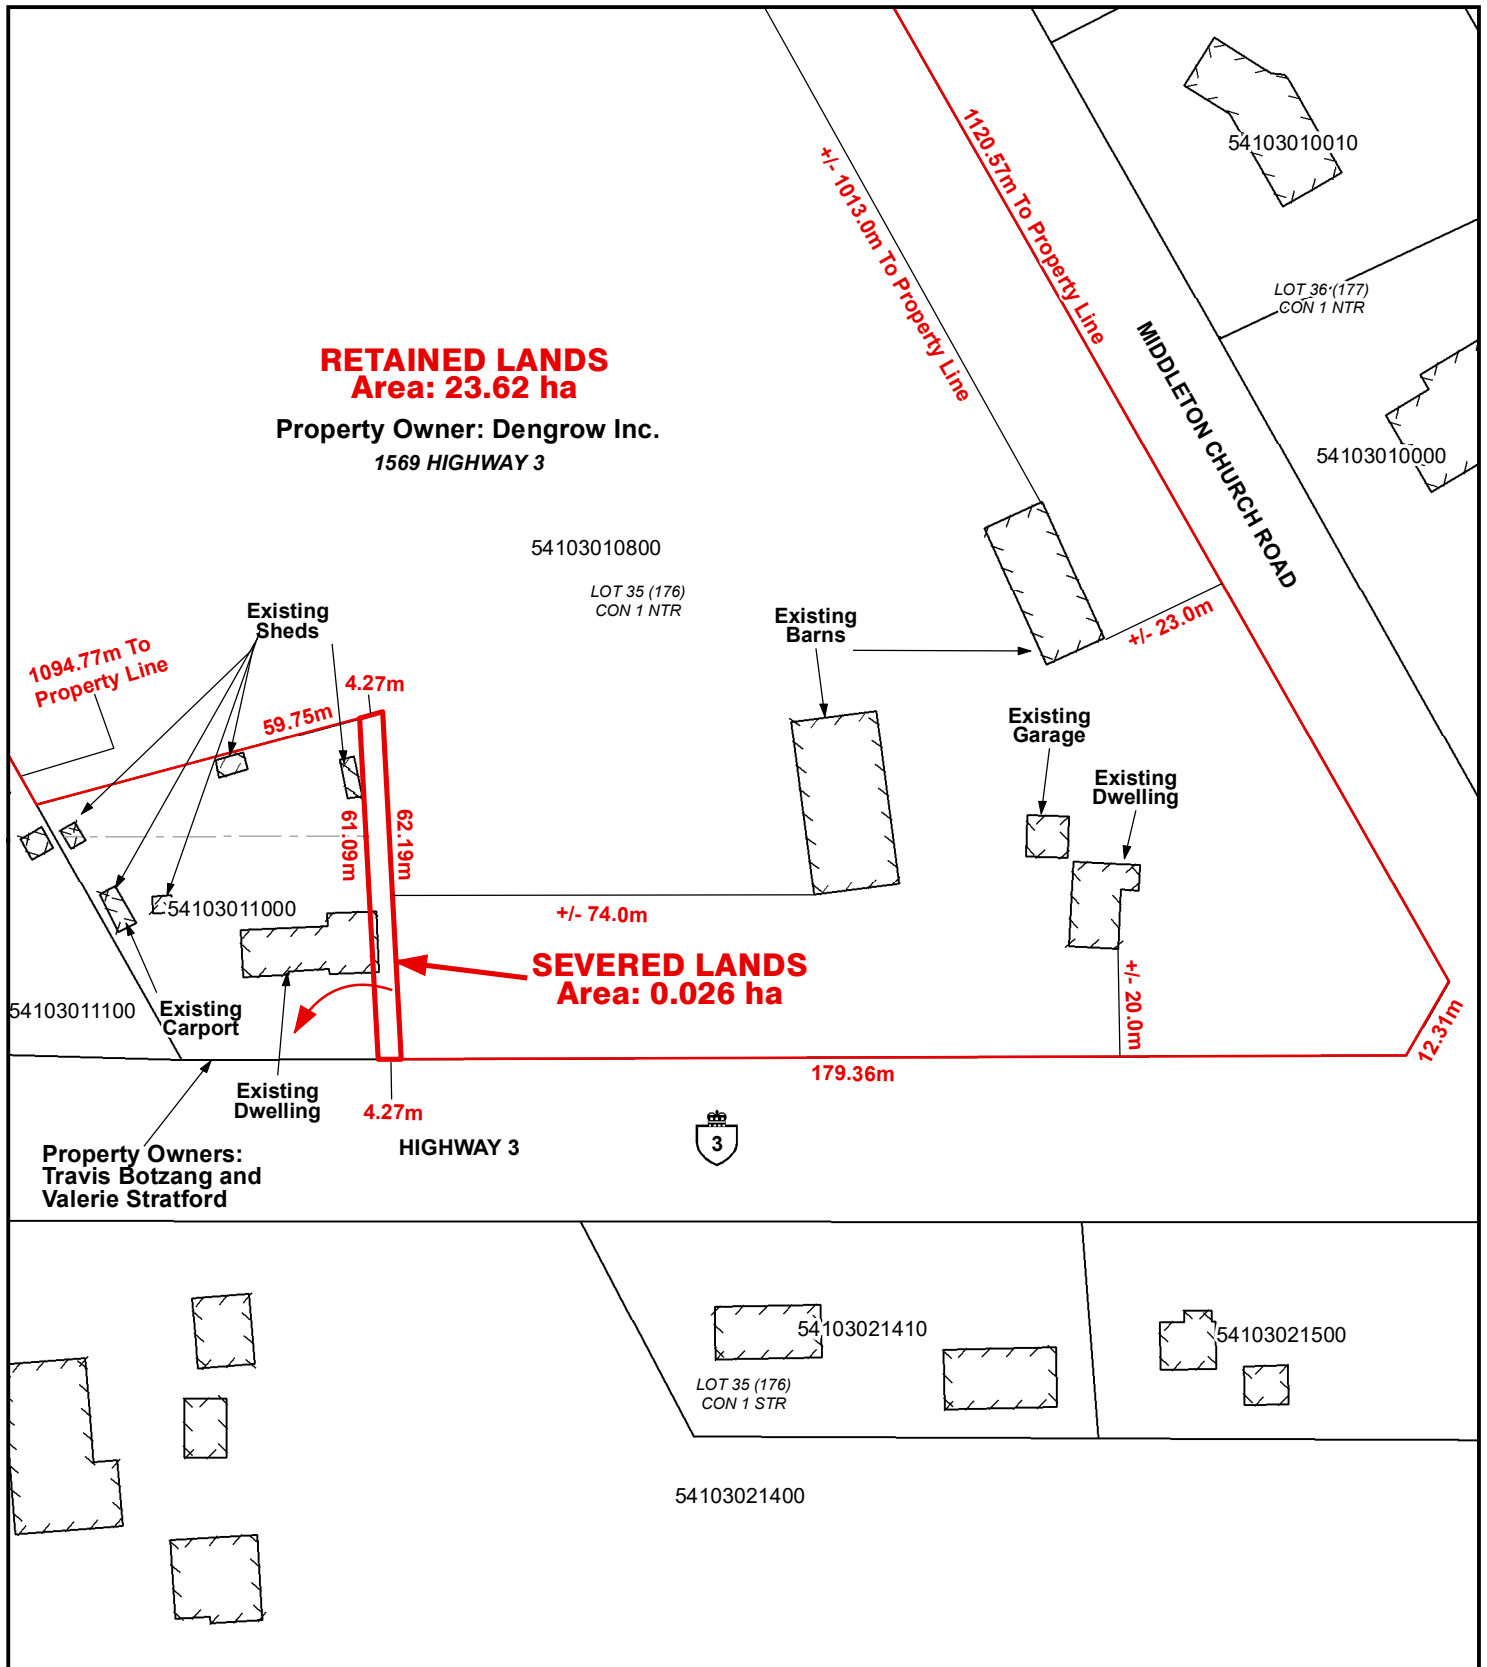 54103010010
1120.57m To Property Line
+/- 1013.0m To Property Line
LOT 36 (177)
CON 1 NTR
MIDDLETON CHURCH ROAD
RETAINED LANDS
Area: 23.62 ha
Property Owner: Dengrow Inc.
1569 HIGHWAY 3
54103010000
54103010800
LOT 35 (176)
CON 1 NTR
Existing
Sheds
Existing
Barns
+/- 23.0m
1094.77m To
Property Line
4.27m
59.75m
Existing
Garage
Existing
Dwelling
61.09m
62.19m
54103011000
+/- 74.0m
SEVERED LANDS
Area: 0.026 ha
+/- 20.0m
54103011100
Existing
Carport
12.31m
179.36m
Existing
Dwelling
4.27m
HIGHWAY 3
3
Property Owners:
Travis Botzang and
Valerie Stratford
54103021410
54103021500
LOT 35 (176)
CON 1 STR
54103021400